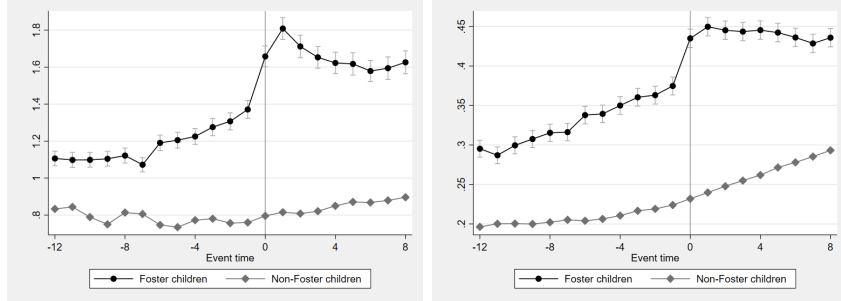 1.8
1.6
1.4
1.2
1
.8
-12 -8 -4 0 4 8
Event time
Foster children Non-Foster children
.45
.4
.35
.3
.25
.2
-12 -8 -4 0 4 8
Event time
Foster children Non-Foster children